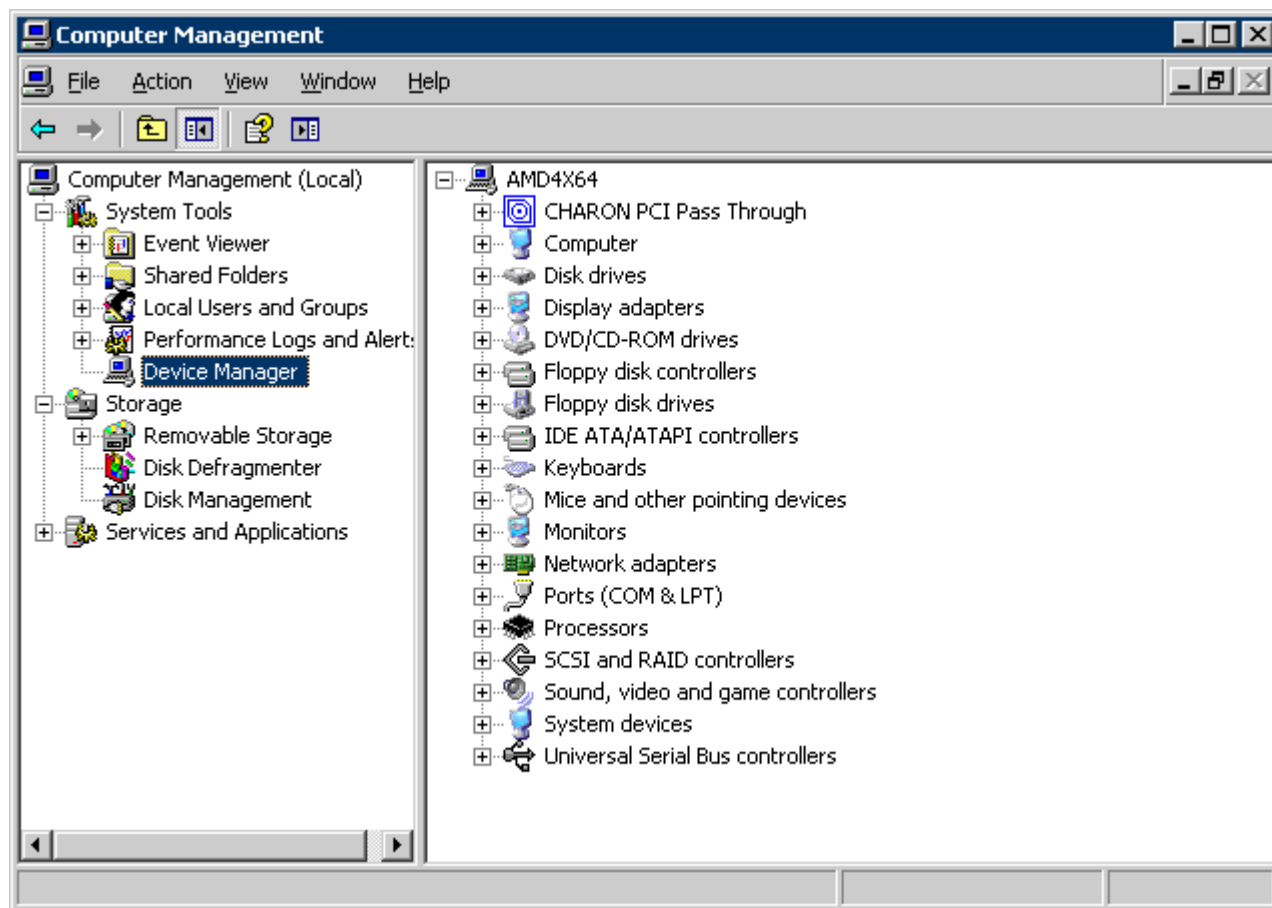 Computer Management
File Action View Window Help
Computer Management (Local)
System Tools
Event Viewer
Shared Folders
Local Users and Groups
Performance Logs and Alert
Device Manager
Storage
Removable Storage
Disk Defragmenter
Disk Management
Services and Applications
AMD4X64
CHARON PCI Pass Through
Computer
Disk drives
Display adapters
DVD/CD-ROM drives
Floppy disk controllers
Floppy disk drives
IDE ATA/ATAPI controllers
Keyboards
Mice and other pointing devices
Monitors
Network adapters
Ports (COM & LPT)
Processors
SCSI and RAID controllers
Sound, video and game controllers
System devices
Universal Serial Bus controllers